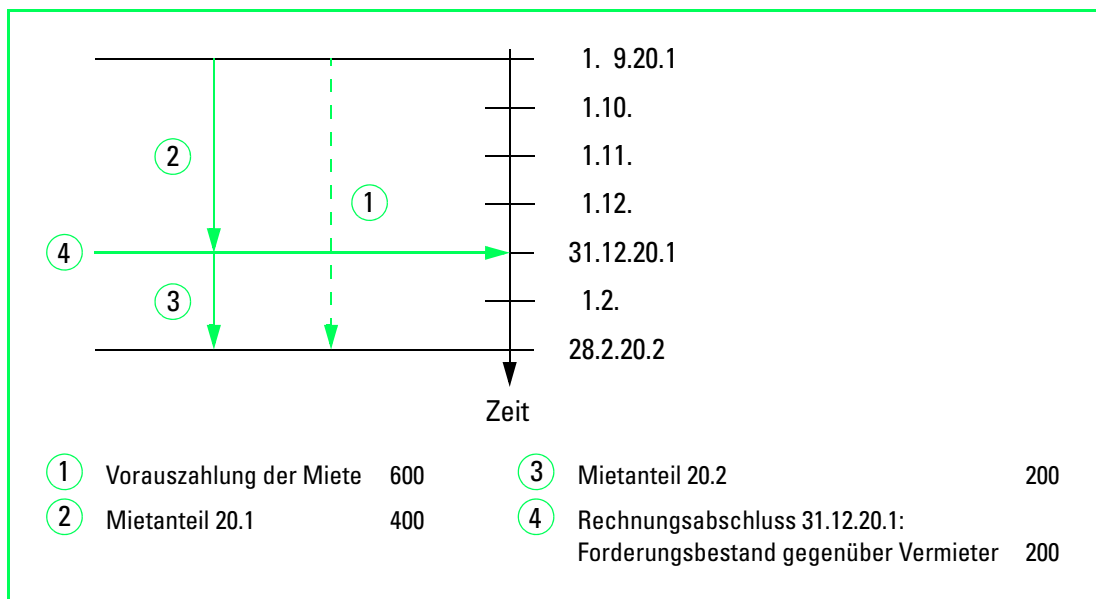 1. 9.20.1
1.10.
2
1.11.
1
1.12.
4
31.12.20.1
3
1.2.
28.2.20.2
Zeit
1 Vorauszahlung der Miete 600
2 Mietanteil 20.1 400
3 Mietanteil 20.2 200
4 Rechnungsabschluss 31.12.20.1:
Forderungsbestand gegenüber Vermieter 200